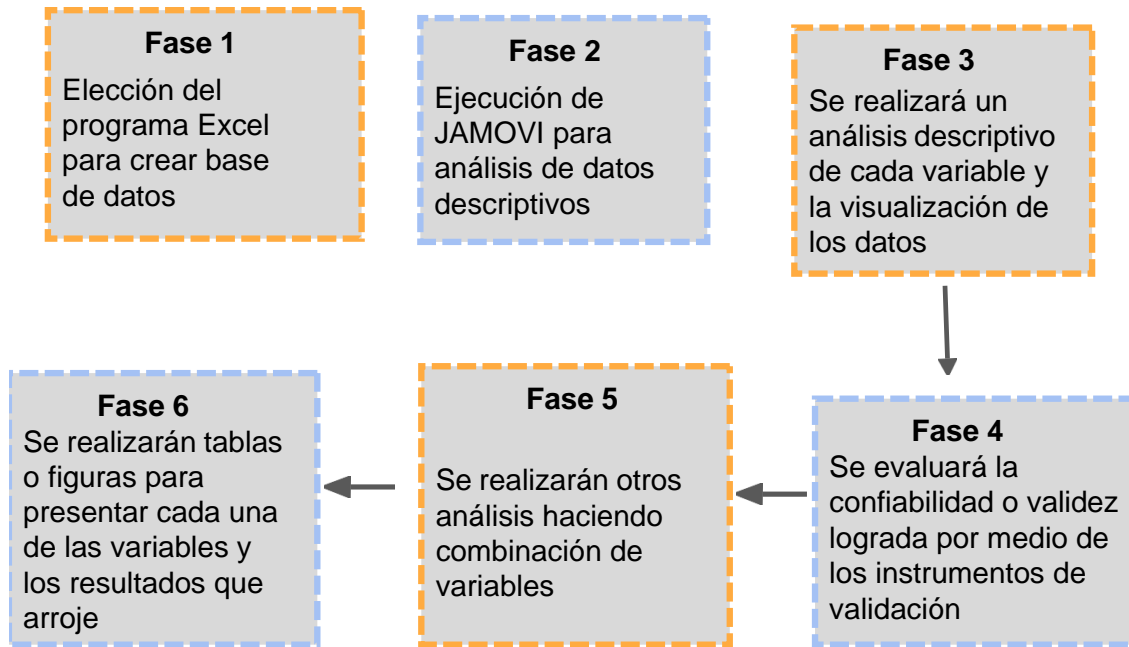 Fase 1
Elección del
programa Excel
para crear base
de datos
Fase 2
Ejecución de
JAMOVI para
análisis de datos
descriptivos
Fase 3
Se realizará un
análisis descriptivo
de cada variable y
la visualización de
los datos
Fase 4
Se evaluará la
confiabilidad o validez
lograda por medio de
los instrumentos de
validación
Fase 5
Se realizarán otros
análisis haciendo
combinación de
variables
Fase 6
Se realizarán tablas
o figuras para
presentar cada una
de las variables y
los resultados que
arroje